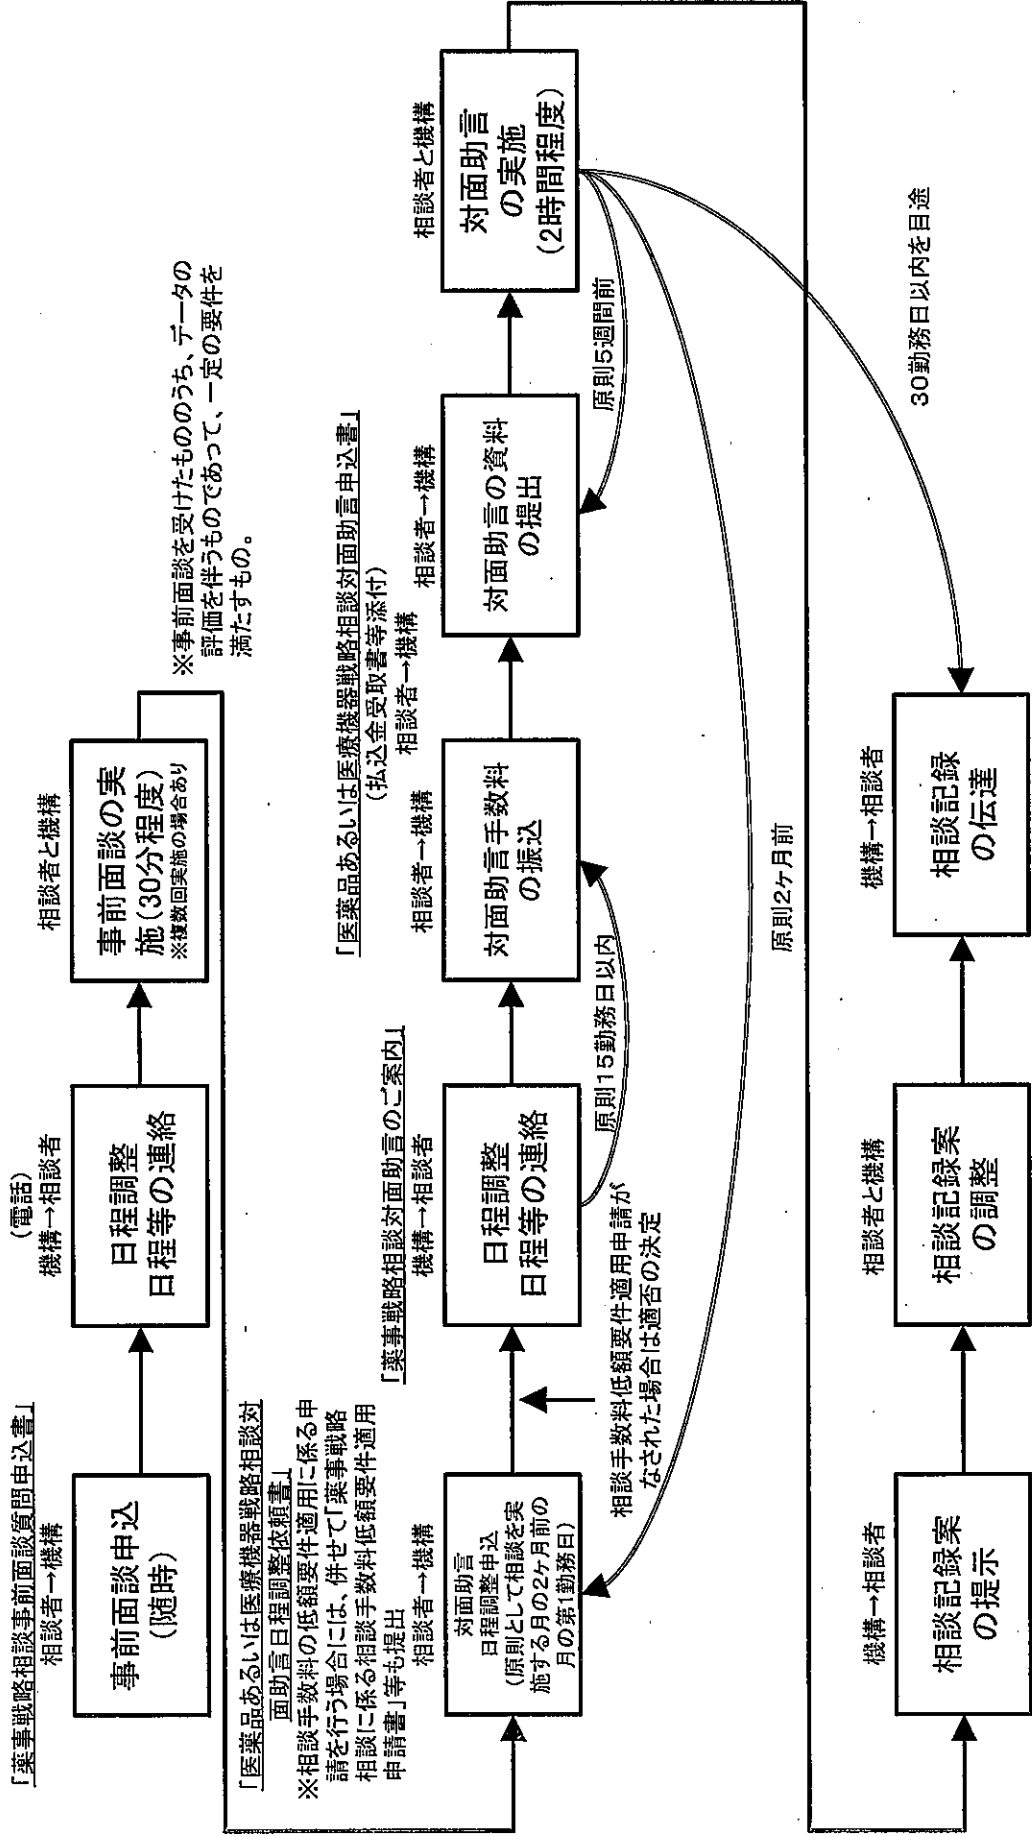 「薬事戦略相談事前面談質問申込書」
相談者→機構
事前面談申込
(随時)
(電話)
機構→相談者
日程調整
日程等の連絡
相談者と機構
事前面談の実
施(30分程度)
※複数回実施の場合あり
※事前面談を受けたもののうち、データの
評価を伴うものであって、一定の要件を
満たすもの。
「医薬品あるいは医療機器戦略相談対
面助言日程調整依頼書」
※相談手数料の低額要件適用に係る申
請を行う場合には、併せて「薬事戦略
相談に係る相談手数料低額要件適用
申請書」等も提出
相談者→機構
対面助言
日程調整申込
(原則として相談を実
施する月の2ヶ月前の
月の第1勤務日)
相談手数料低額要件適用申請が
なされた場合は適否の決定
「薬事戦略相談対面助言のご案内」
機構→相談者
日程調整
日程等の連絡
原則15勤務日以内
「医薬品あるいは医療機器戦略相談対面助言申込書」
(払込金受取書等添付)
相談者→機構
相談者→機構
対面助言手数料
の振込
相談者→機構
対面助言の資料
の提出
原則5週間前
相談者と機構
対面助言
の実施
(2時間程度)
原則2ヶ月前
30勤務日以内を目途
機構→相談者
相談記録案
の提示
相談者と機構
相談記録案
の調整
機構→相談者
相談記録
の伝達